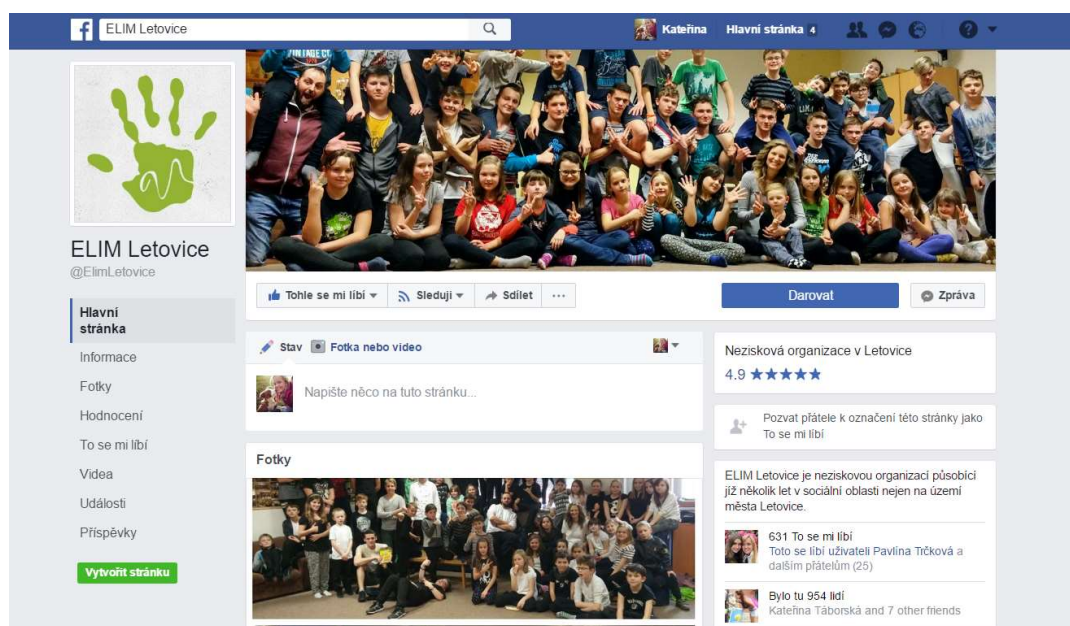 ELIM Letovice
Kateřina
Hlavní stránka 4
ELIM Letovice
@ElimLetovice
Hlavní
stránka
Informace
Fotky
Hodnocení
To se mi líbí
Videa
Události
Příspěvky
Vytvořit stránku
Tohle se mi líbí
Sleduji
Sdílet
Darovat
Zpráva
Stav
Fotka nebo video
Napište něco na tuto stránku...
Fotky
Nezisková organizace v Letovice
4.9 ★★★★★
Pozvat přátele k označení této stránky jako
To se mi líbí
ELIM Letovice je neziskovou organizací působící
jíž několik let v sociální oblasti nejen na území
města Letovice.
631 To se mi líbí
Toto se líbí uživateli Pavlína Trčková a
dalším přátelům (25)
Bylo tu 954 lidí
Kateřina Táborská and 7 other friends